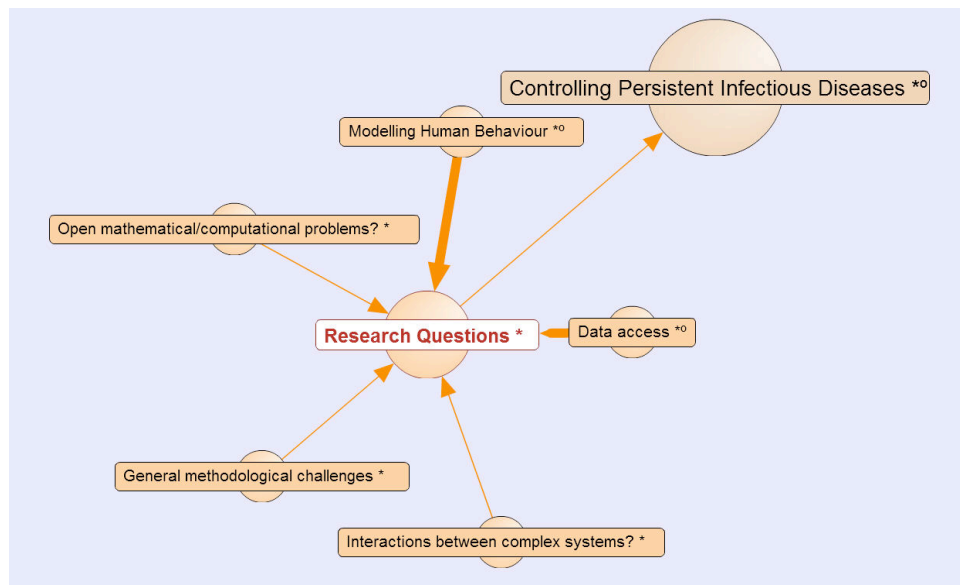 Controlling Persistent Infectious Diseases *º
Modelling Human Behaviour *º
Open mathematical/computational problems? *
Research Questions *
Data access *º
General methodological challenges *
Interactions between complex systems? *